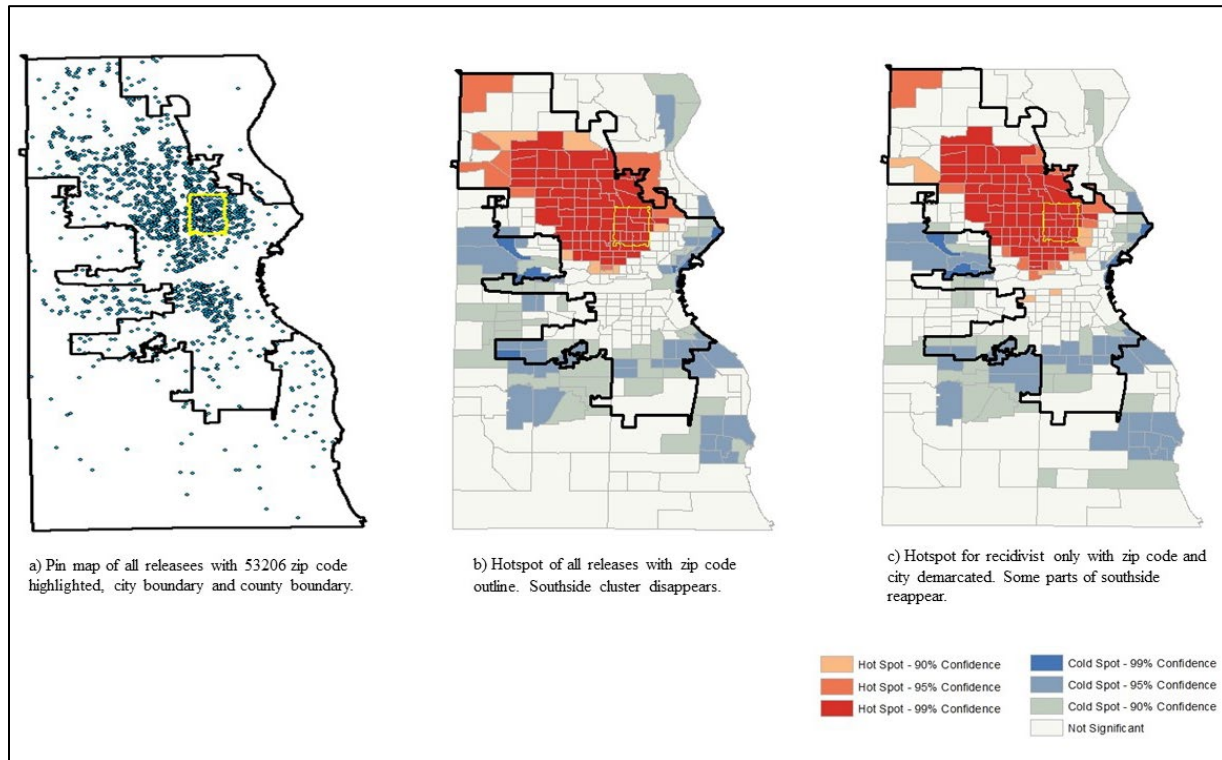 a) Pin map of all releasees with 53206 zip code
highlighted, city boundary and county boundary.
b) Hotspot of all releases with zip code
outline. Southside cluster disappears.
c) Hotspot for recidivist only with zip code and
city demarcated. Some parts of southside
reappear.
Hot Spot - 90% Confidence
Hot Spot - 95% Confidence
Hot Spot - 99% Confidence
Cold Spot - 99% Confidence
Cold Spot - 95% Confidence
Cold Spot - 90% Confidence
Not Significant